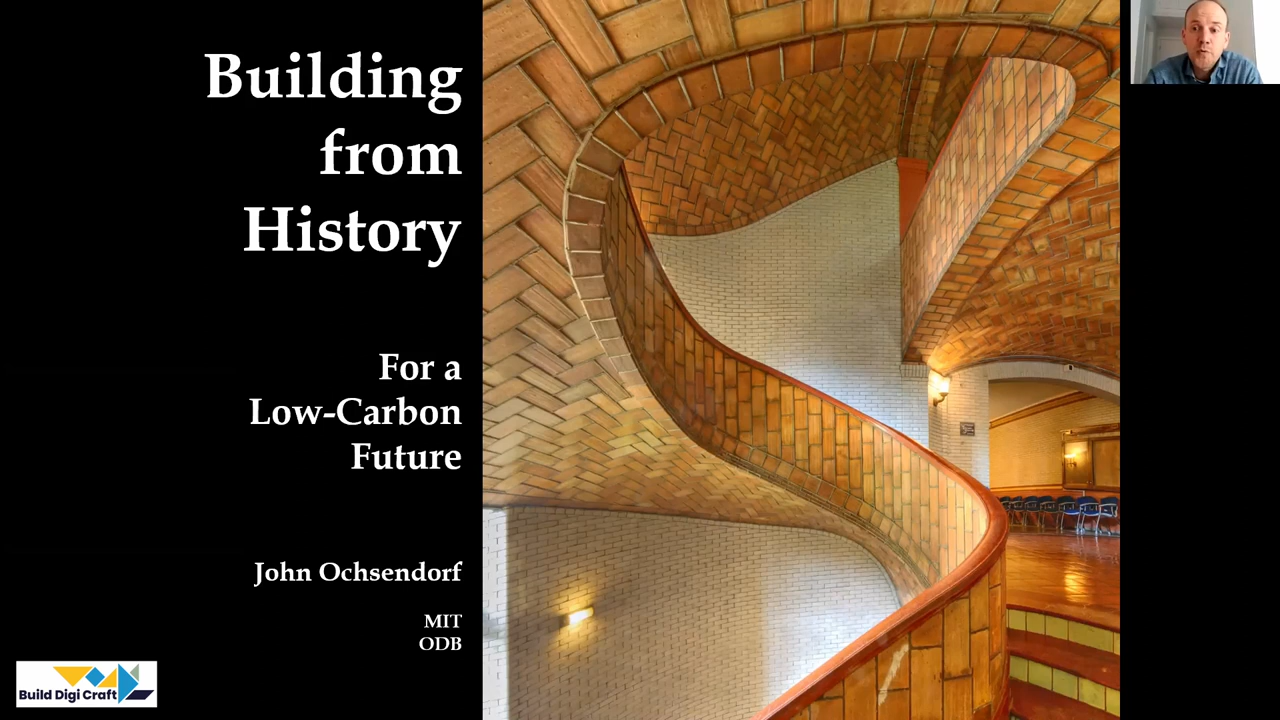 Building
from
History
For a
Low-Carbon
Future
John Ochsendorf
MIT
ODB
Build Digi Craft